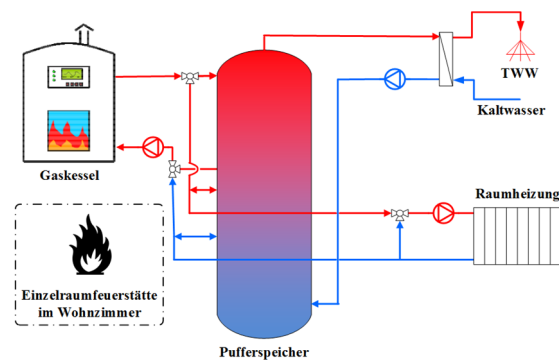 TWW
Kaltwasser
Gaskessel
Raumheizung
Einzelraumfeuerstätte
im Wohnzimmer
Pufferspeicher